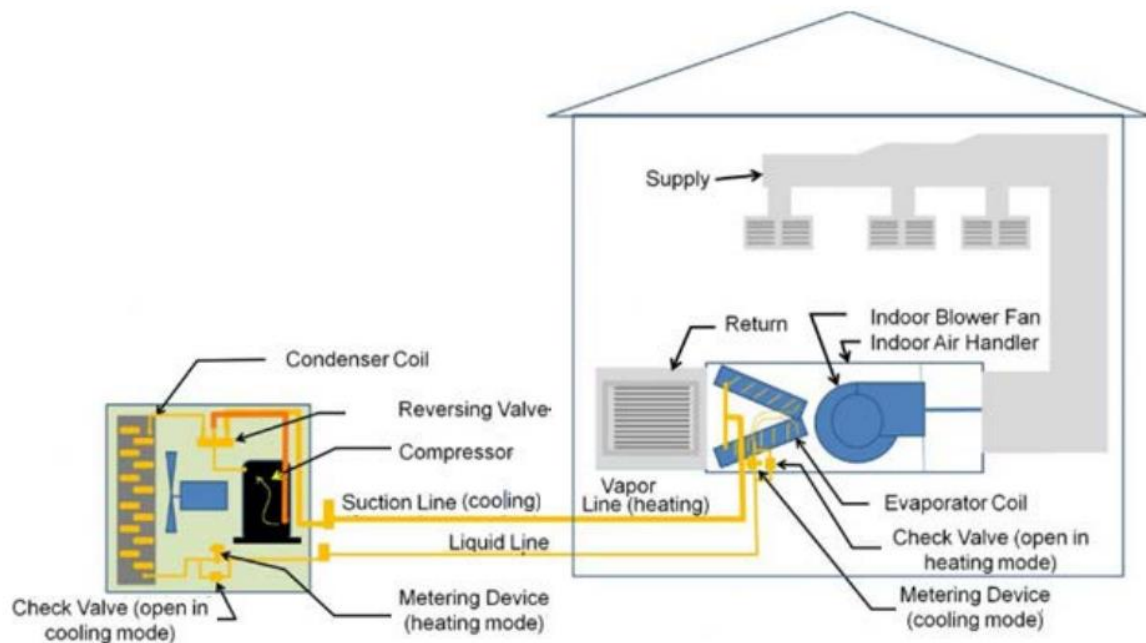 Supply
Return
Indoor Blower Fan
Indoor Air Handler
Condenser Coil
Reversing Valve
Compressor
Suction Line (cooling)
Vapor
Line (heating)
Evaporator Coil
Liquid Line
Check Valve (open in
heating mode)
Check Valve (open in
cooling mode)
Metering Device
(heating mode)
Metering Device
(cooling mode)